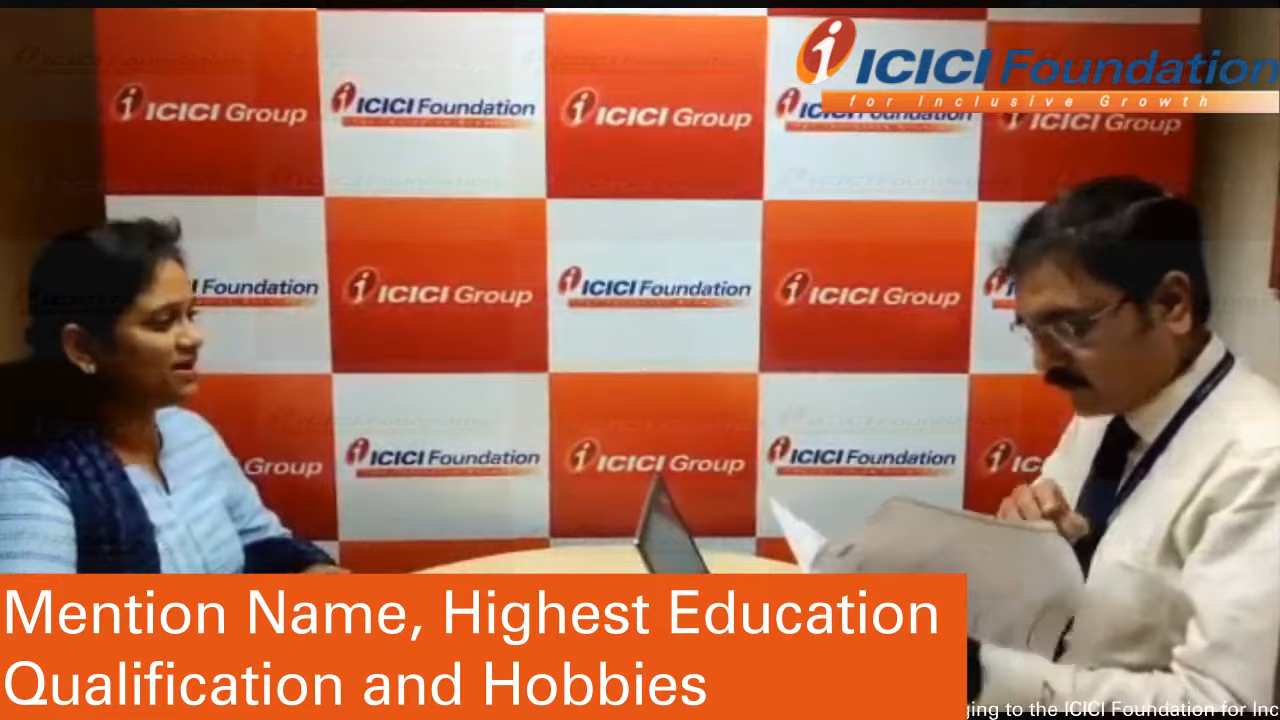 ICICI Foundation
for Inclusive Growth
ICICI Group
ICICI Foundation
ICICI Group
ICICI Foundation
ICICI Group
Foundation
ICICI Group
ICICI Foundation
ICICI Group
Group
ICICI Foundation
ICICI Group
ICICI Foundation
IC
Mention Name, Highest Education
Qualification and Hobbies
ging to the ICICI Foundation for Inc